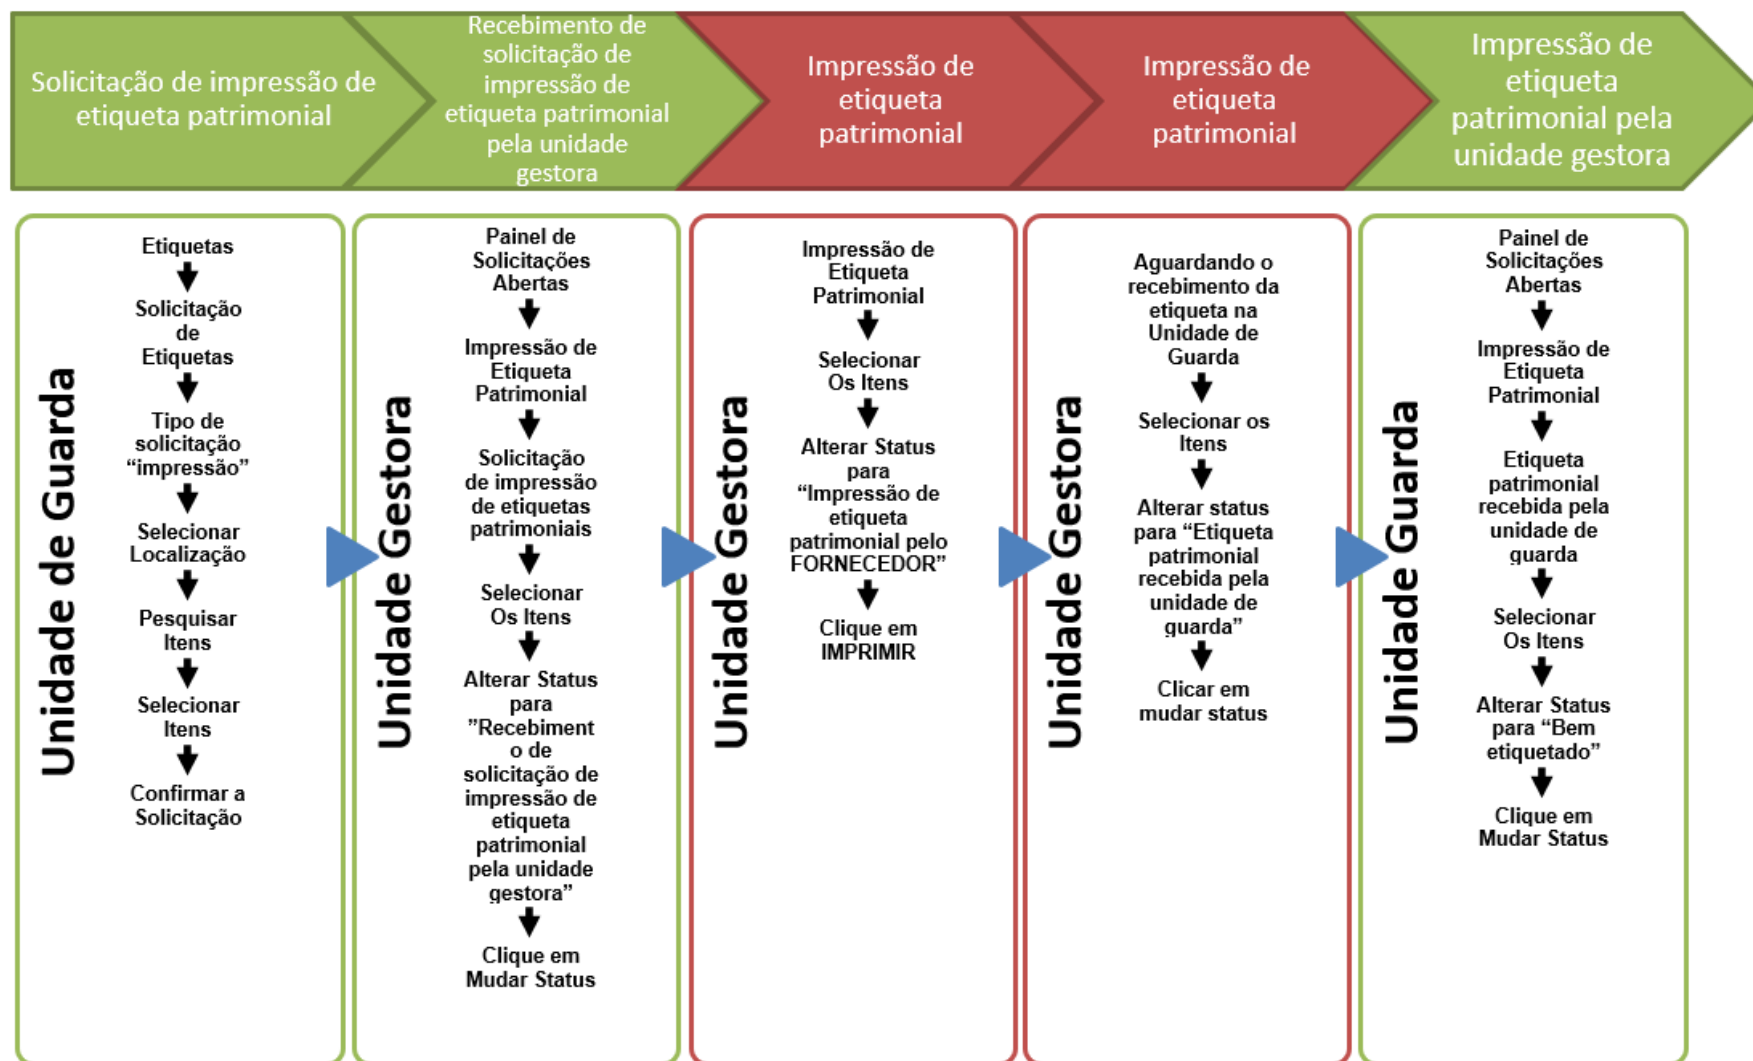 Solicitação de impressão de
etiqueta patrimonial
Recebimento de
solicitação de
impressão de
etiqueta patrimonial
pela unidade
gestora
Impressão de
etiqueta
patrimonial
Impressão de
etiqueta
patrimonial
Impressão de
etiqueta
patrimonial pela
unidade gestora
Unidade de Guarda
Etiquetas
Solicitação
de
Etiquetas
Tipo de
solicitação
“impressão”
Selecionar
Localização
Pesquisar
Itens
Selecionar
Itens
Confirmar a
Solicitação
Unidade Gestora
Painel de
Solicitações
Abertas
Impressão de
Etiqueta
Patrimonial
Solicitação
de impressão
de etiquetas
patrimoniais
Selecionar
Os Itens
Alterar Status
para
”Recebiment
o de
solicitação de
impressão de
etiqueta
patrimonial
pela unidade
gestora”
Clique em
Mudar Status
Unidade Gestora
Impressão de
Etiqueta
Patrimonial
Selecionar
Os Itens
Alterar Status
para
“Impressão de
etiqueta
patrimonial pelo
FORNECEDOR”
Clique em
IMPRIMIR
Unidade Gestora
Aguardando o
recebimento da
etiqueta na
Unidade de
Guarda
Selecionar os
Itens
Alterar status
para “Etiqueta
patrimonial
recebida pela
unidade de
guarda”
Clicar em
mudar status
Unidade Guarda
Painel de
Solicitações
Abertas
Impressão de
Etiqueta
Patrimonial
Etiqueta
patrimonial
recebida pela
unidade de
guarda
Selecionar
Os Itens
Alterar Status
para “Bem
etiquetado”
Clique em
Mudar Status